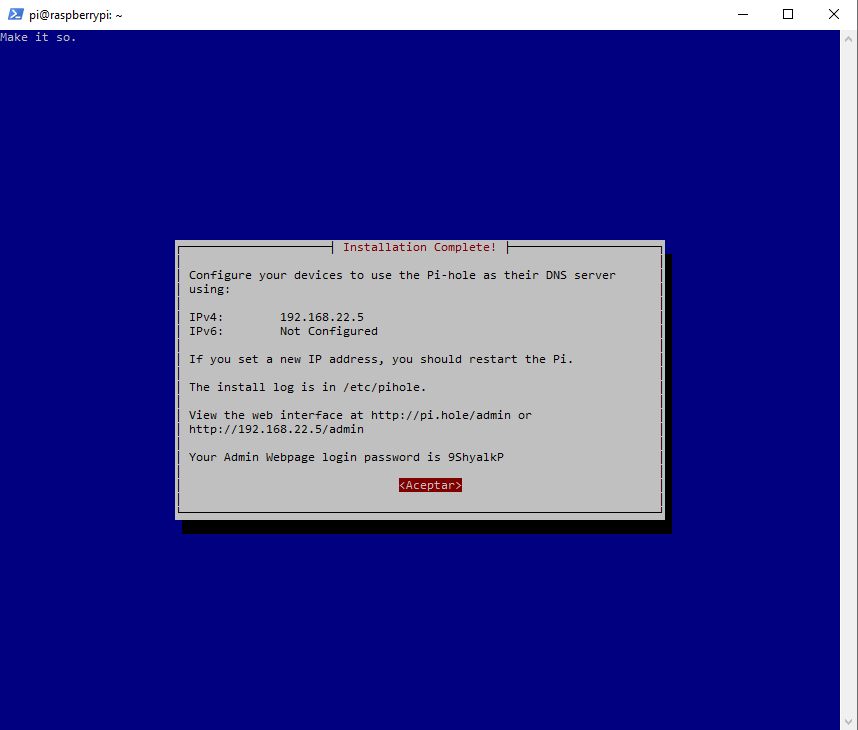 pi@raspberrypi: ~
Make it so.
Installation Complete!
Configure your devices to use the Pi-hole as their DNS server
using:
IPv4: 192.168.22.5
IPv6: Not Configured
If you set a new IP address, you should restart the Pi.
The install log is in /etc/pihole.
View the web interface at http://pi.hole/admin or
http://192.168.22.5/admin
Your Admin Webpage login password is 9ShyalkP
<Aceptar>